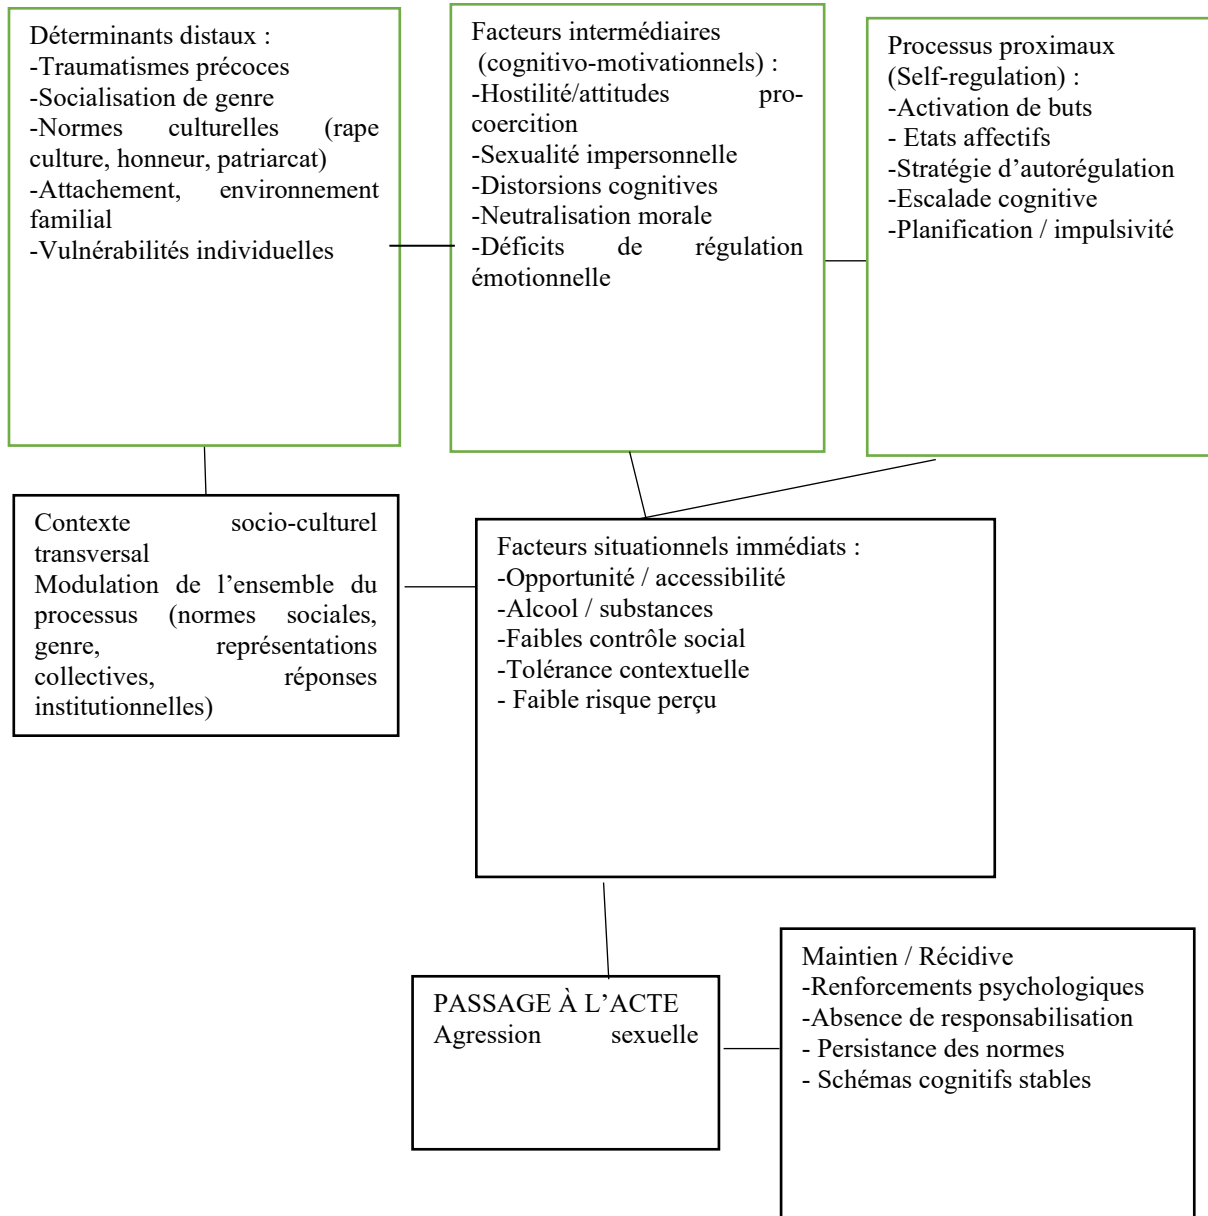 Déterminants distaux :
-Traumatismes précoces
-Socialisation de genre
-Normes culturelles (rape
culture, honneur, patriarcat)
-Attachement, environnement
familial
-Vulnérabilités individuelles
Facteurs intermédiaires
(cognitivo-motivationnels) :
-Hostilité/attitudes pro-
coercition
-Sexualité impersonnelle
-Distorsions cognitives
-Neutralisation morale
-Déficits de régulation
émotionnelle
Processus proximaux
(Self-regulation) :
-Activation de buts
- Etats affectifs
-Stratégie d’autorégulation
-Escalade cognitive
-Planification / impulsivité
Contexte socio-culturel
transversal
Modulation de l’ensemble du
processus (normes sociales,
genre, représentations
collectives, réponses
institutionnelles)
Facteurs situationnels immédiats :
-Opportunité / accessibilité
-Alcool / substances
-Faibles contrôle social
-Tolérance contextuelle
- Faible risque perçu
PASSAGE À L’ACTE
Agression sexuelle
Maintien / Récidive
-Renforcements psychologiques
-Absence de responsabilisation
- Persistance des normes
- Schémas cognitifs stables